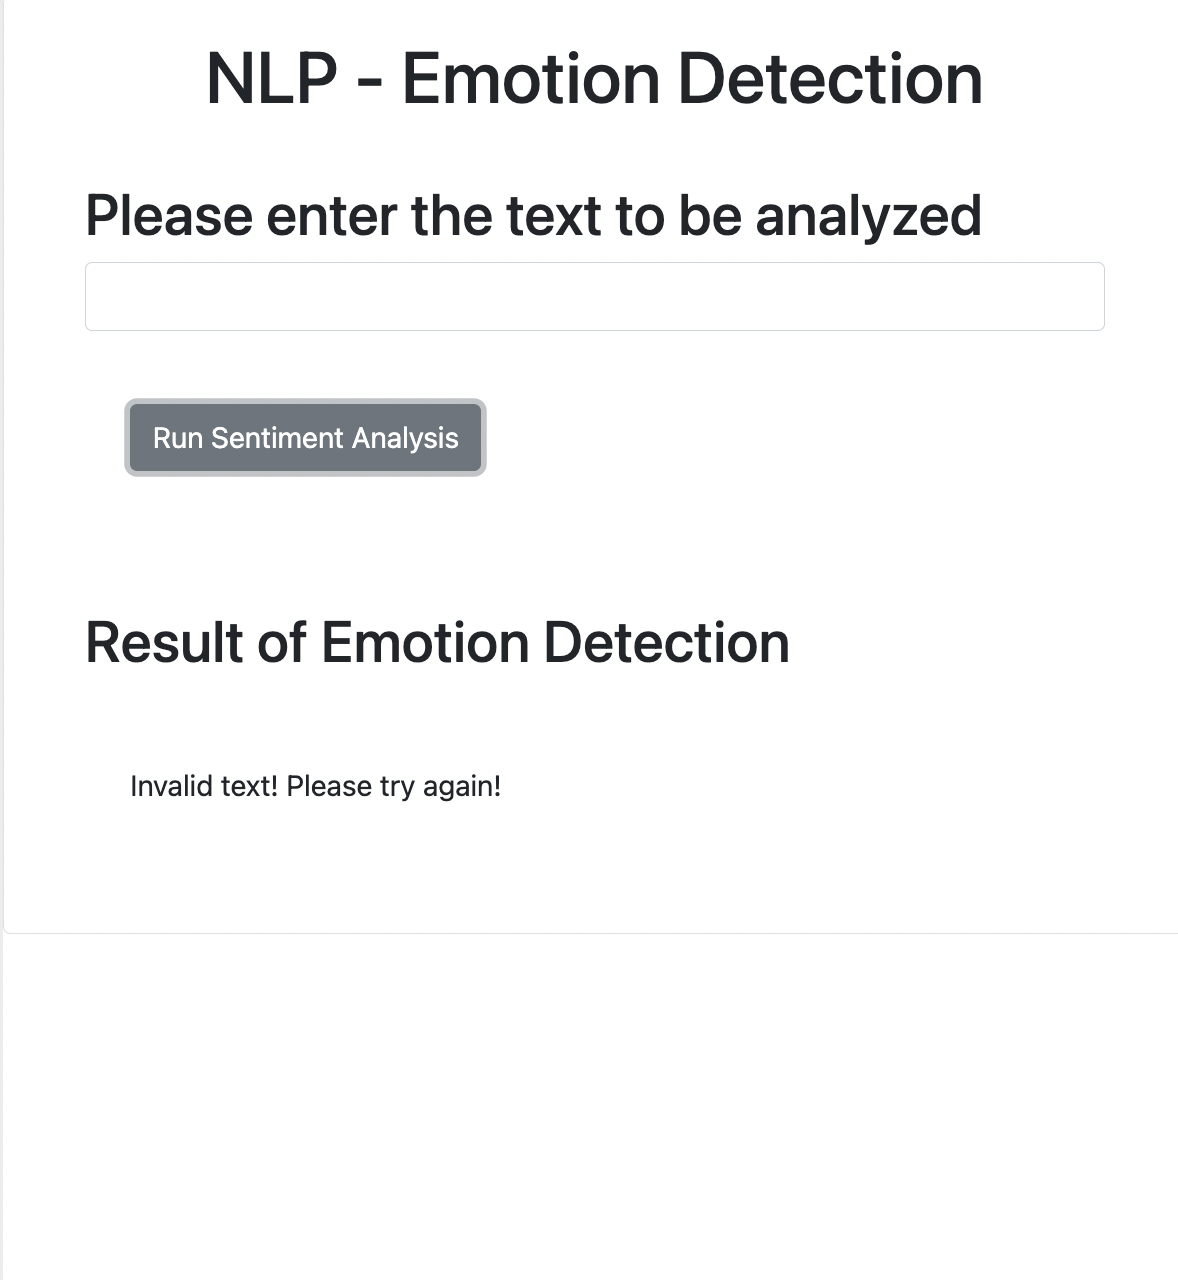 NLP - Emotion Detection
Please enter the text to be analyzed
Run Sentiment Analysis
Result of Emotion Detection
Invalid text! Please try again!